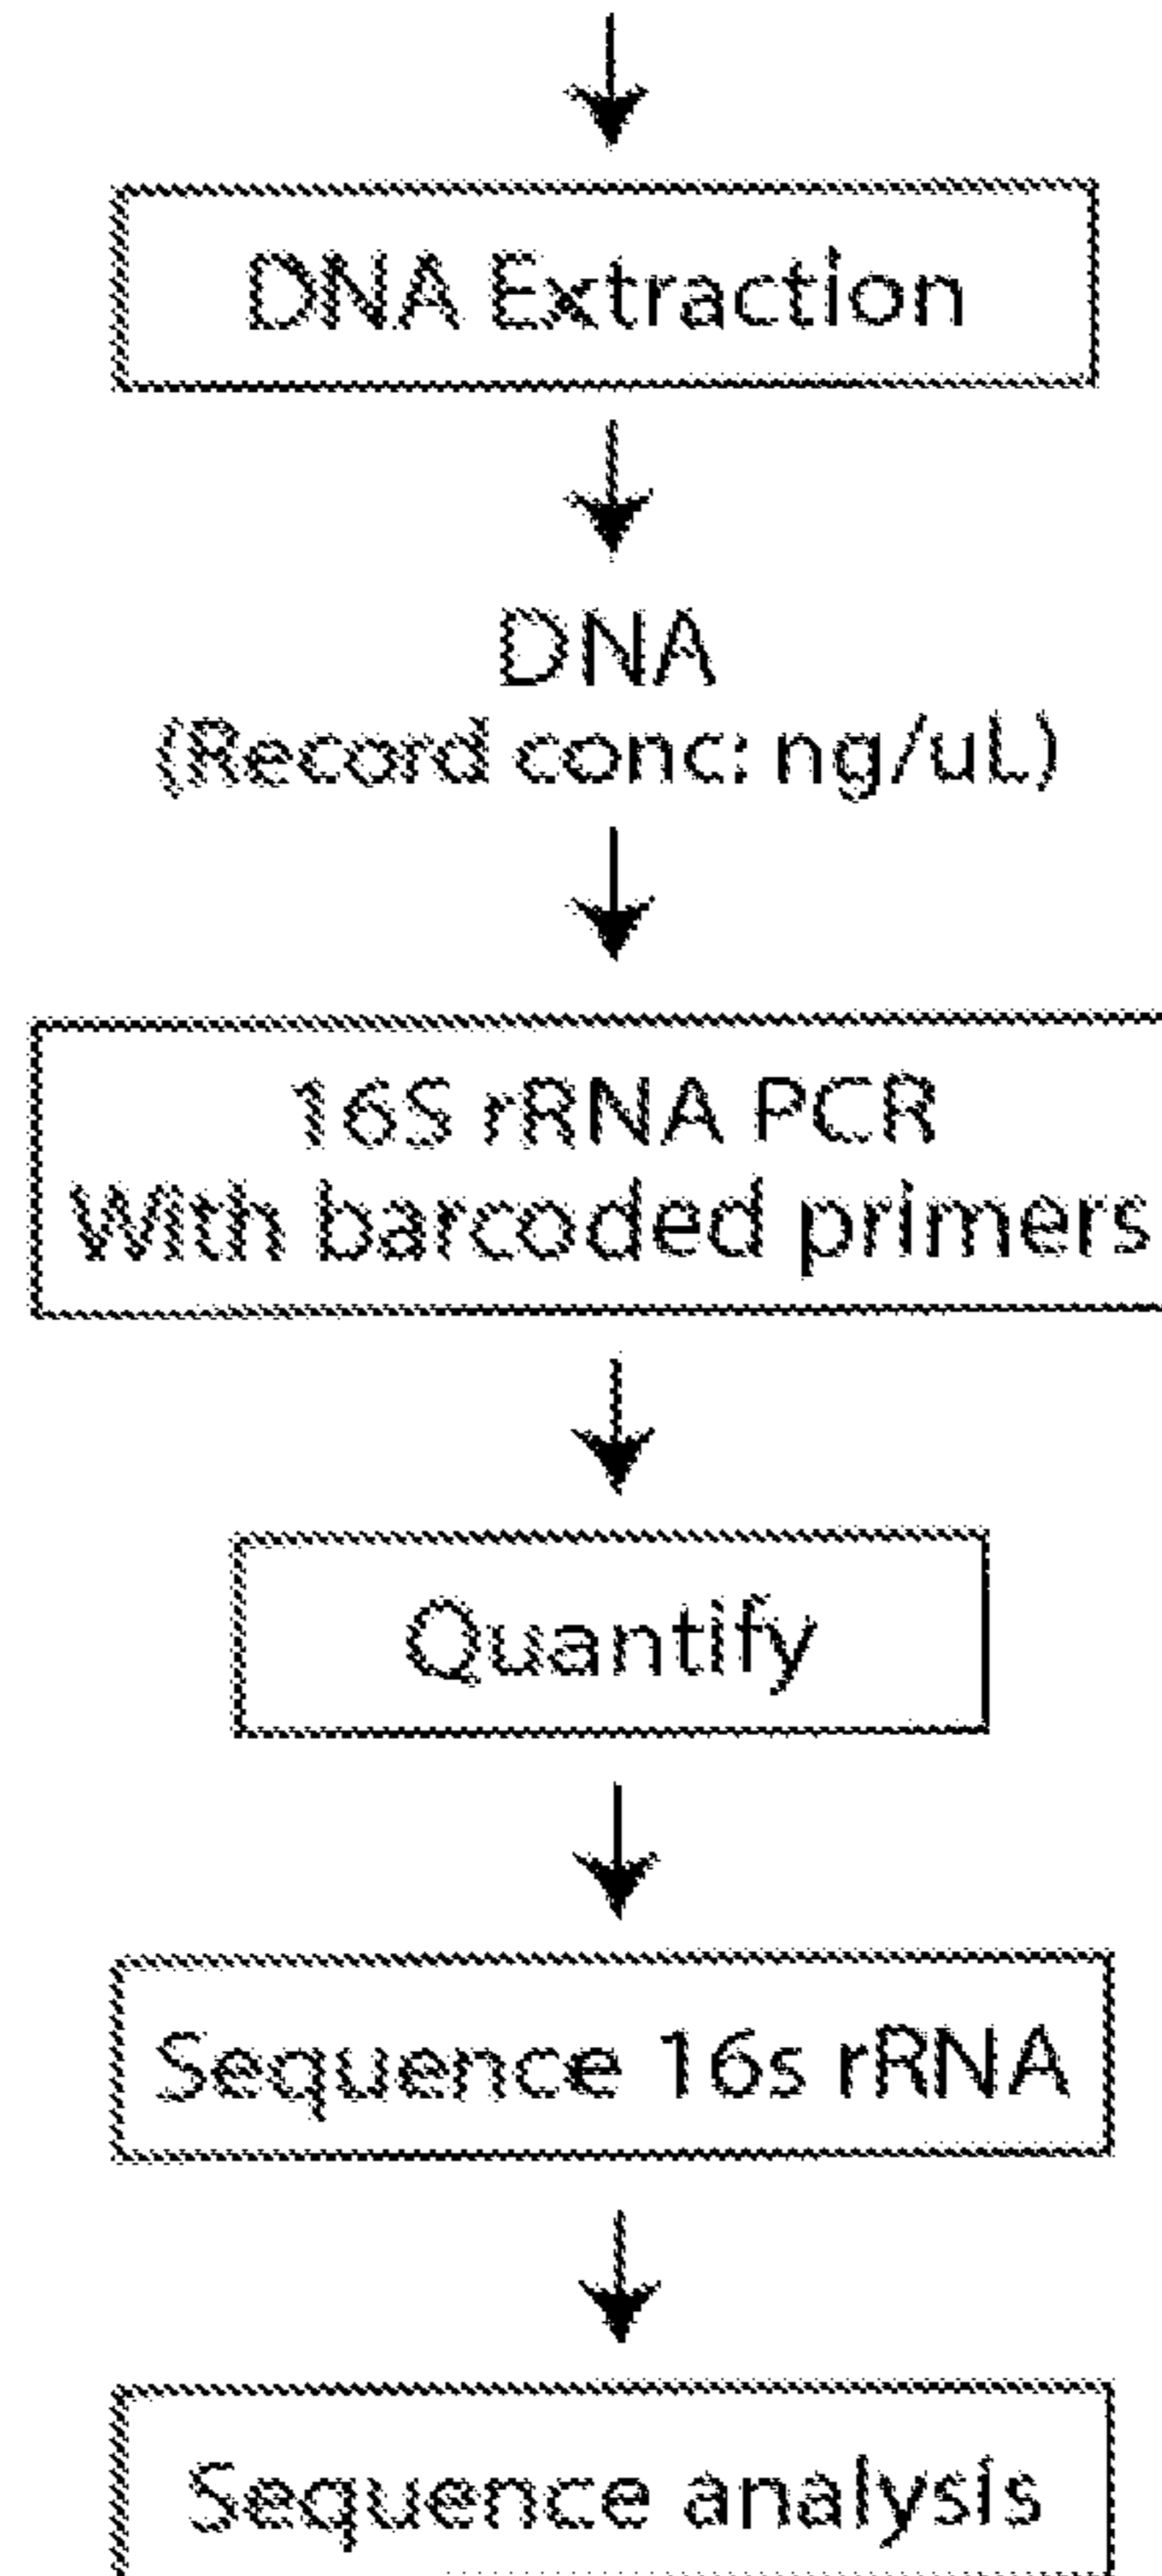 DNA Extraction
DNA
(Record conc: ng/uL)
16S rRNA PCR
With barcoded primers
Quantify
Sequence 16s rRNA
Sequence analysis